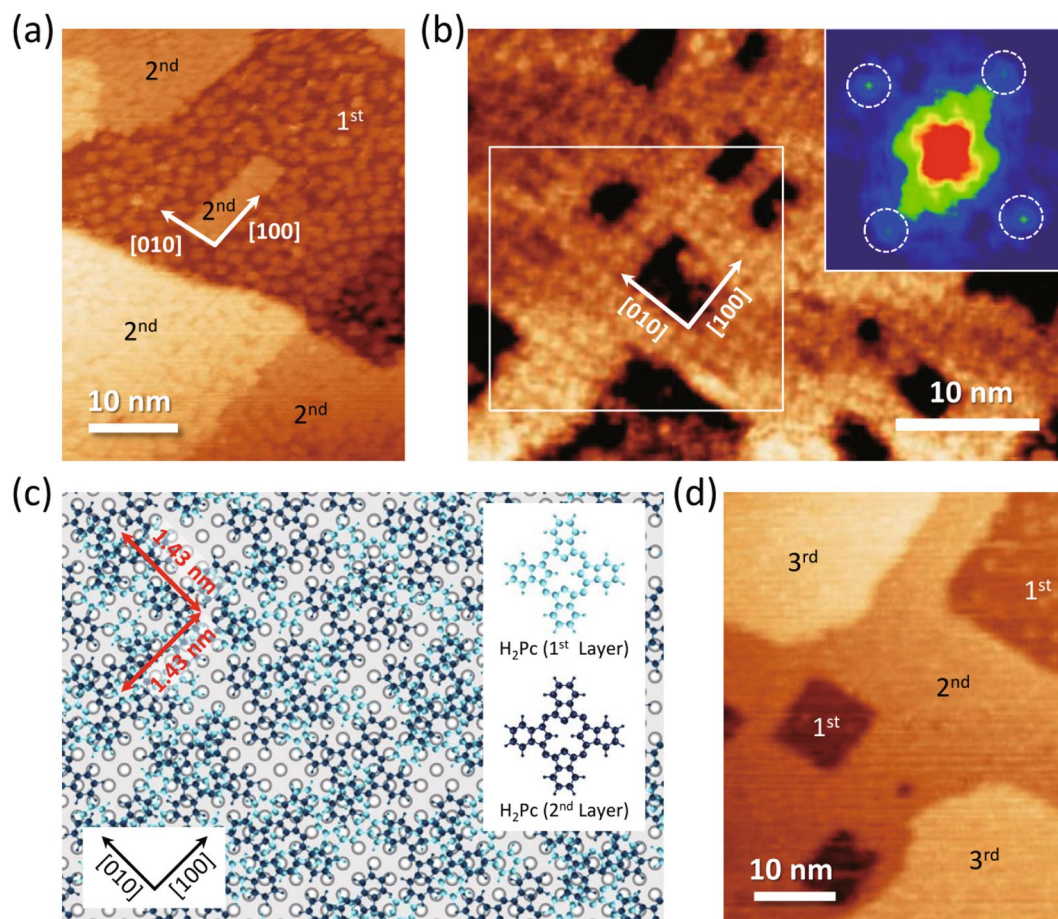 (a)
2nd
1st
2nd
[010]
[100]
2nd
10 nm
2nd
(b)
[010]
[100]
10 nm
(c)
1.43 nm
1.43 nm
H2Pc (1st Layer)
H2Pc (2nd Layer)
[010]
[100]
(d)
3rd
1st
2nd
1st
3rd
10 nm